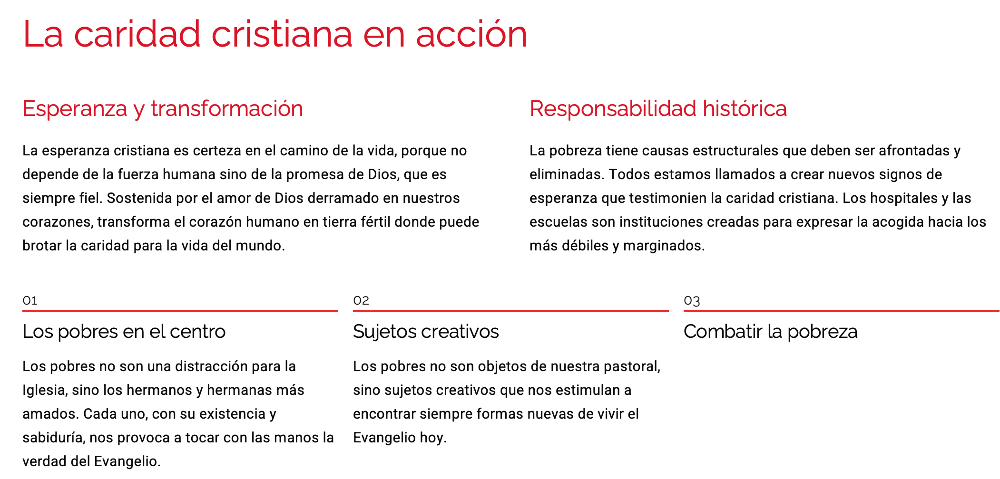 La caridad cristiana en acción
Esperanza y transformación
La esperanza cristiana es certeza en el camino de la vida, porque no
depende de la fuerza humana sino de la promesa de Dios, que es
siempre fiel. Sostenida por el amor de Dios derramado en nuestros
corazones, transforma el corazón humano en tierra fértil donde puede
brotar la caridad para la vida del mundo.
Responsabilidad histórica
La pobreza tiene causas estructurales que deben ser afrontadas y
eliminadas. Todos estamos llamados a crear nuevos signos de
esperanza que testimonien la caridad cristiana. Los hospitales y las
escuelas son instituciones creadas para expresar la acogida hacia los
más débiles y marginados.
01
Los pobres en el centro
Los pobres no son una distracción para la
Iglesia, sino los hermanos y hermanas más
amados. Cada uno, con su existencia y
sabiduría, nos provoca a tocar con las manos la
verdad del Evangelio.
02
Sujetos creativos
Los pobres no son objetos de nuestra pastoral,
sino sujetos creativos que nos estimulan a
encontrar siempre formas nuevas de vivir el
Evangelio hoy.
03
Combatir la pobreza